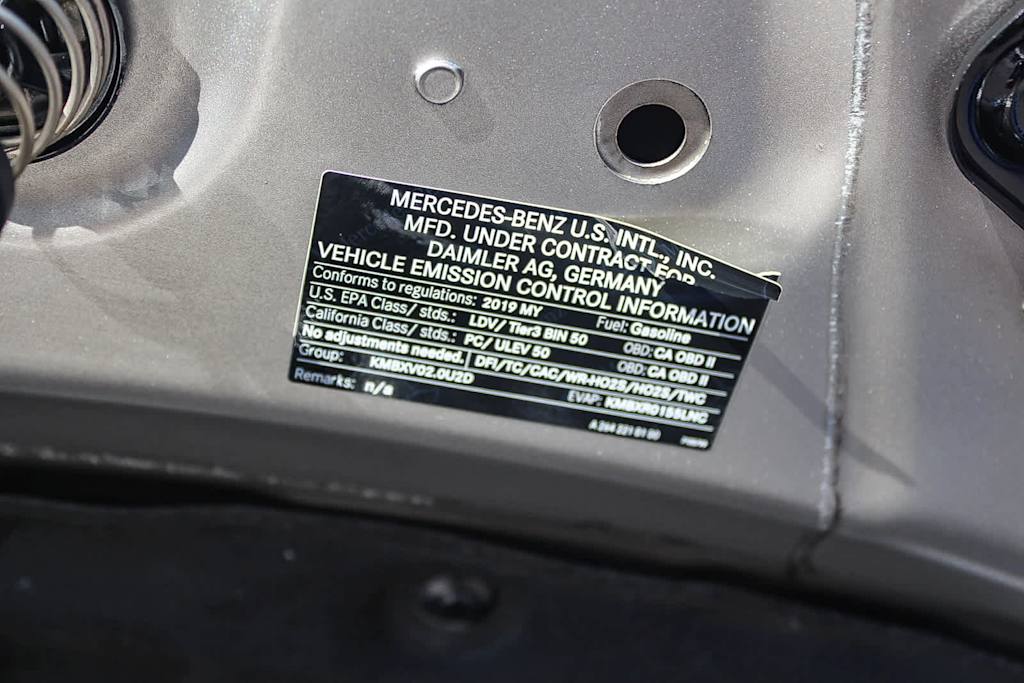 MERCEDES-BENZ U.S. INTL., INC.
MFD. UNDER CONTRACT FOR
DAIMLER AG, GERMANY
VEHICLE EMISSION CONTROL INFORMATION
Conforms to regulations: 2019 MY Fuel: Gasoline
U.S. EPA Class/ stds.: LDV/ Tier3 BIN 50 OBD: CA OBD II
California Class/ stds.: PC/ ULEV 50 OBD: CA OBD II
No adjustments needed. DFI/TC/CAC/WR-HO2S/HO2S/TWC
Group: KMBXV02.0U2D EVAP:
Remarks: n/a